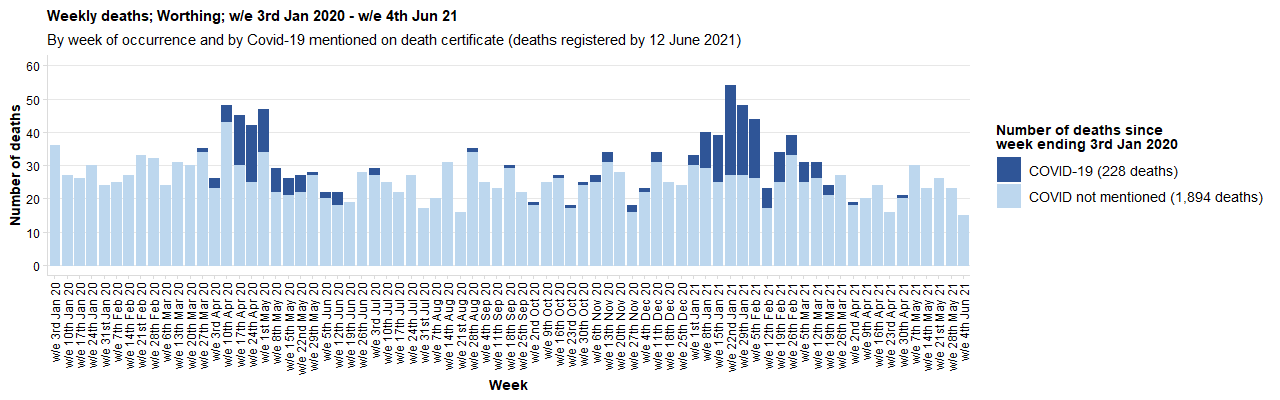 Weekly deaths; Worthing; w/e 3rd Jan 2020 - w/e 4th Jun 21
By week of occurrence and by Covid-19 mentioned on death certificate (deaths registered by 12 June 2021)
Number of deaths
60
50
40
30
20
10
0
w/e 3rd Jan 20
w/e 10th Jan 20
w/e 17th Jan 20
w/e 24th Jan 20
w/e 31st Jan 20
w/e 7th Feb 20
w/e 14th Feb 20
w/e 21st Feb 20
w/e 28th Feb 20
w/e 6th Mar 20
w/e 13th Mar 20
w/e 20th Mar 20
w/e 27th Mar 20
w/e 3rd Apr 20
w/e 10th Apr 20
w/e 17th Apr 20
w/e 24th Apr 20
w/e 1st May 20
w/e 8th May 20
w/e 15th May 20
w/e 22nd May 20
w/e 29th May 20
w/e 5th Jun 20
w/e 12th Jun 20
w/e 19th Jun 20
w/e 26th Jun 20
w/e 3rd Jul 20
w/e 10th Jul 20
w/e 17th Jul 20
w/e 24th Jul 20
w/e 31st Jul 20
w/e 7th Aug 20
w/e 14th Aug 20
w/e 21st Aug 20
w/e 28th Aug 20
w/e 4th Sep 20
w/e 11th Sep 20
w/e 18th Sep 20
w/e 25th Sep 20
w/e 2nd Oct 20
w/e 9th Oct 20
w/e 16th Oct 20
w/e 23rd Oct 20
w/e 30th Oct 20
w/e 6th Nov 20
w/e 13th Nov 20
w/e 20th Nov 20
w/e 27th Nov 20
w/e 4th Dec 20
w/e 11th Dec 20
w/e 18th Dec 20
w/e 25th Dec 20
w/e 1st Jan 21
w/e 8th Jan 21
w/e 15th Jan 21
w/e 22nd Jan 21
w/e 29th Jan 21
w/e 5th Feb 21
w/e 12th Feb 21
w/e 19th Feb 21
w/e 26th Feb 21
w/e 5th Mar 21
w/e 12th Mar 21
w/e 19th Mar 21
w/e 26th Mar 21
w/e 2nd Apr 21
w/e 9th Apr 21
w/e 16th Apr 21
w/e 23rd Apr 21
w/e 30th Apr 21
w/e 7th May 21
w/e 14th May 21
w/e 21st May 21
w/e 28th May 21
w/e 4th Jun 21
Week
Number of deaths since
week ending 3rd Jan 2020
COVID-19 (228 deaths)
COVID not mentioned (1,894 deaths)